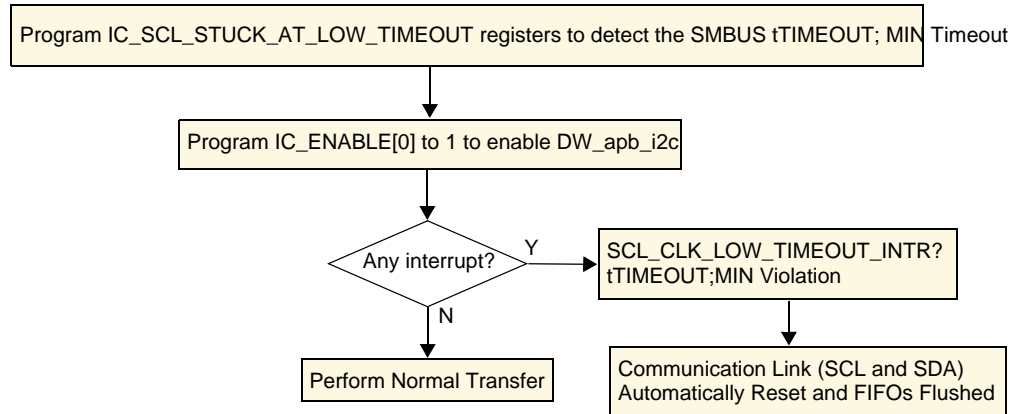 Program IC_SCL_STUCK_AT_LOW_TIMEOUT registers to detect the SMBUS tTIMEOUT; MIN Timeout
Program IC_ENABLE[0] to 1 to enable DW_apb_i2c
Any interrupt?
Y
SCL_CLK_LOW_TIMEOUT_INTR?
tTIMEOUT;MIN Violation
N
Perform Normal Transfer
Communication Link (SCL and SDA)
Automatically Reset and FIFOs Flushed